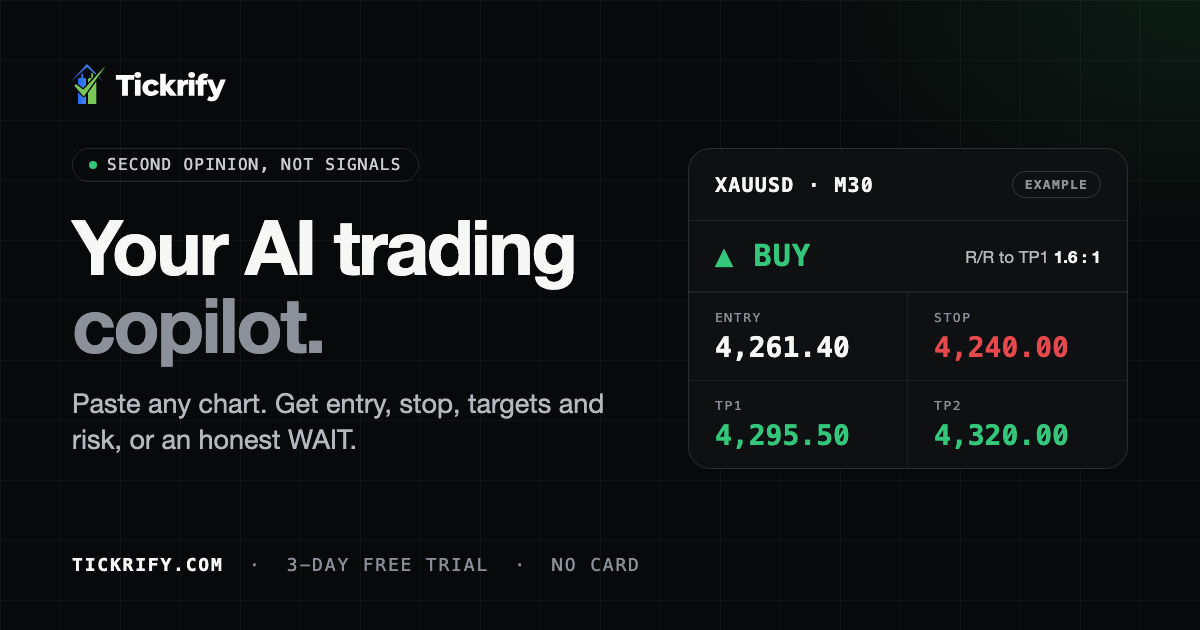 Tickrify
SECOND OPINION, NOT SIGNALS
Your AI trading
copilot.
Paste any chart. Get entry, stop, targets and
risk, or an honest WAIT.
TICKRIFY.COM · 3-DAY FREE TRIAL · NO CARD
XAUUSD · M30 EXAMPLE
▲ BUY R/R to TP1 1.6 : 1
ENTRY STOP
4,261.40 4,240.00
TP1 TP2
4,295.50 4,320.00